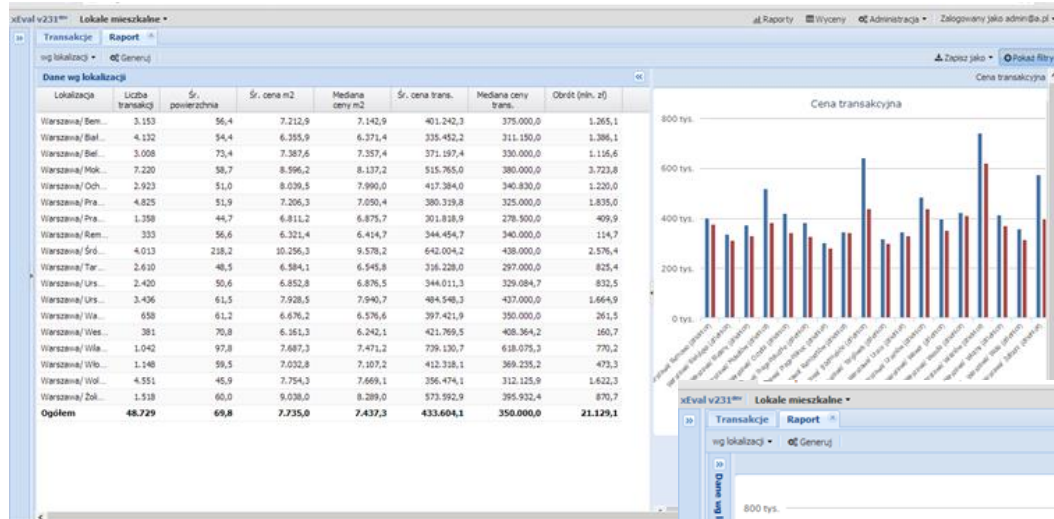 xEval v231dev Lokale mieszkalne
Raporty Wyceny Administracja Zalogowany jako admin@a.pl
Transakcje Raport
wg lokalizacji Generuj Zapisz jako Pokaż filtry
Dane wg lokalizacji
Cena transakcyjna
Lokalizacja Liczba transakcji Śr. powierzchnia Śr. cena m2 Mediana ceny m2 Śr. cena trans. Mediana ceny trans. Obrót (mln. zł)
Warszawa/ Bem... 3.153 56,4 7.212,9 7.142,9 401.242,3 375.000,0 1.265,1
Warszawa/ Biał... 4.132 54,4 6.355,9 6.371,4 335.452,2 311.150,0 1.386,1
Warszawa/ Biel... 3.008 73,4 7.387,6 7.357,4 371.197,4 330.000,0 1.116,6
Warszawa/ Mok... 7.220 58,7 8.596,2 8.137,2 515.765,0 380.000,0 3.723,8
Warszawa/ Och... 2.923 51,0 8.039,5 7.990,0 417.384,0 340.830,0 1.220,0
Warszawa/ Pra... 4.825 51,9 7.206,3 7.050,4 380.319,8 325.000,0 1.835,0
Warszawa/ Pra... 1.358 44,7 6.811,2 6.875,7 301.818,9 278.500,0 409,9
Warszawa/ Rem... 333 56,6 6.321,4 6.414,7 344.454,7 340.000,0 114,7
Warszawa/ Śró... 4.013 218,2 10.256,3 9.578,2 642.004,2 438.000,0 2.576,4
Warszawa/ Tar... 2.610 48,5 6.584,1 6.545,8 316.228,0 297.000,0 825,4
Warszawa/ Urs... 2.420 50,6 6.852,8 6.876,5 344.011,3 329.084,7 832,5
Warszawa/ Urs... 3.436 61,5 7.928,5 7.940,7 484.548,3 437.000,0 1.664,9
Warszawa/ Wa... 658 61,2 6.676,2 6.576,6 397.421,9 350.000,0 261,5
Warszawa/ Wes... 381 70,8 6.161,3 6.242,1 421.769,5 408.364,2 160,7
Warszawa/ Wila... 1.042 97,8 7.687,3 7.471,2 739.130,7 618.075,3 770,2
Warszawa/ Wło... 1.148 59,5 7.032,8 7.107,2 412.318,1 369.235,2 473,3
Warszawa/ Wol... 4.551 45,9 7.754,3 7.669,1 356.474,1 312.125,9 1.622,3
Warszawa/ Żol... 1.518 60,0 9.038,0 8.289,0 573.592,9 395.932,4 870,7
Ogółem 48.729 69,8 7.735,0 7.437,3 433.604,1 350.000,0 21.129,1
Cena transakcyjna
800 tys.
600 tys.
400 tys.
200 tys.
0 tys.
xEval v231dev Lokale mieszkalne
Transakcje Raport
wg lokalizacji Generuj
Dane wg
800 tys.